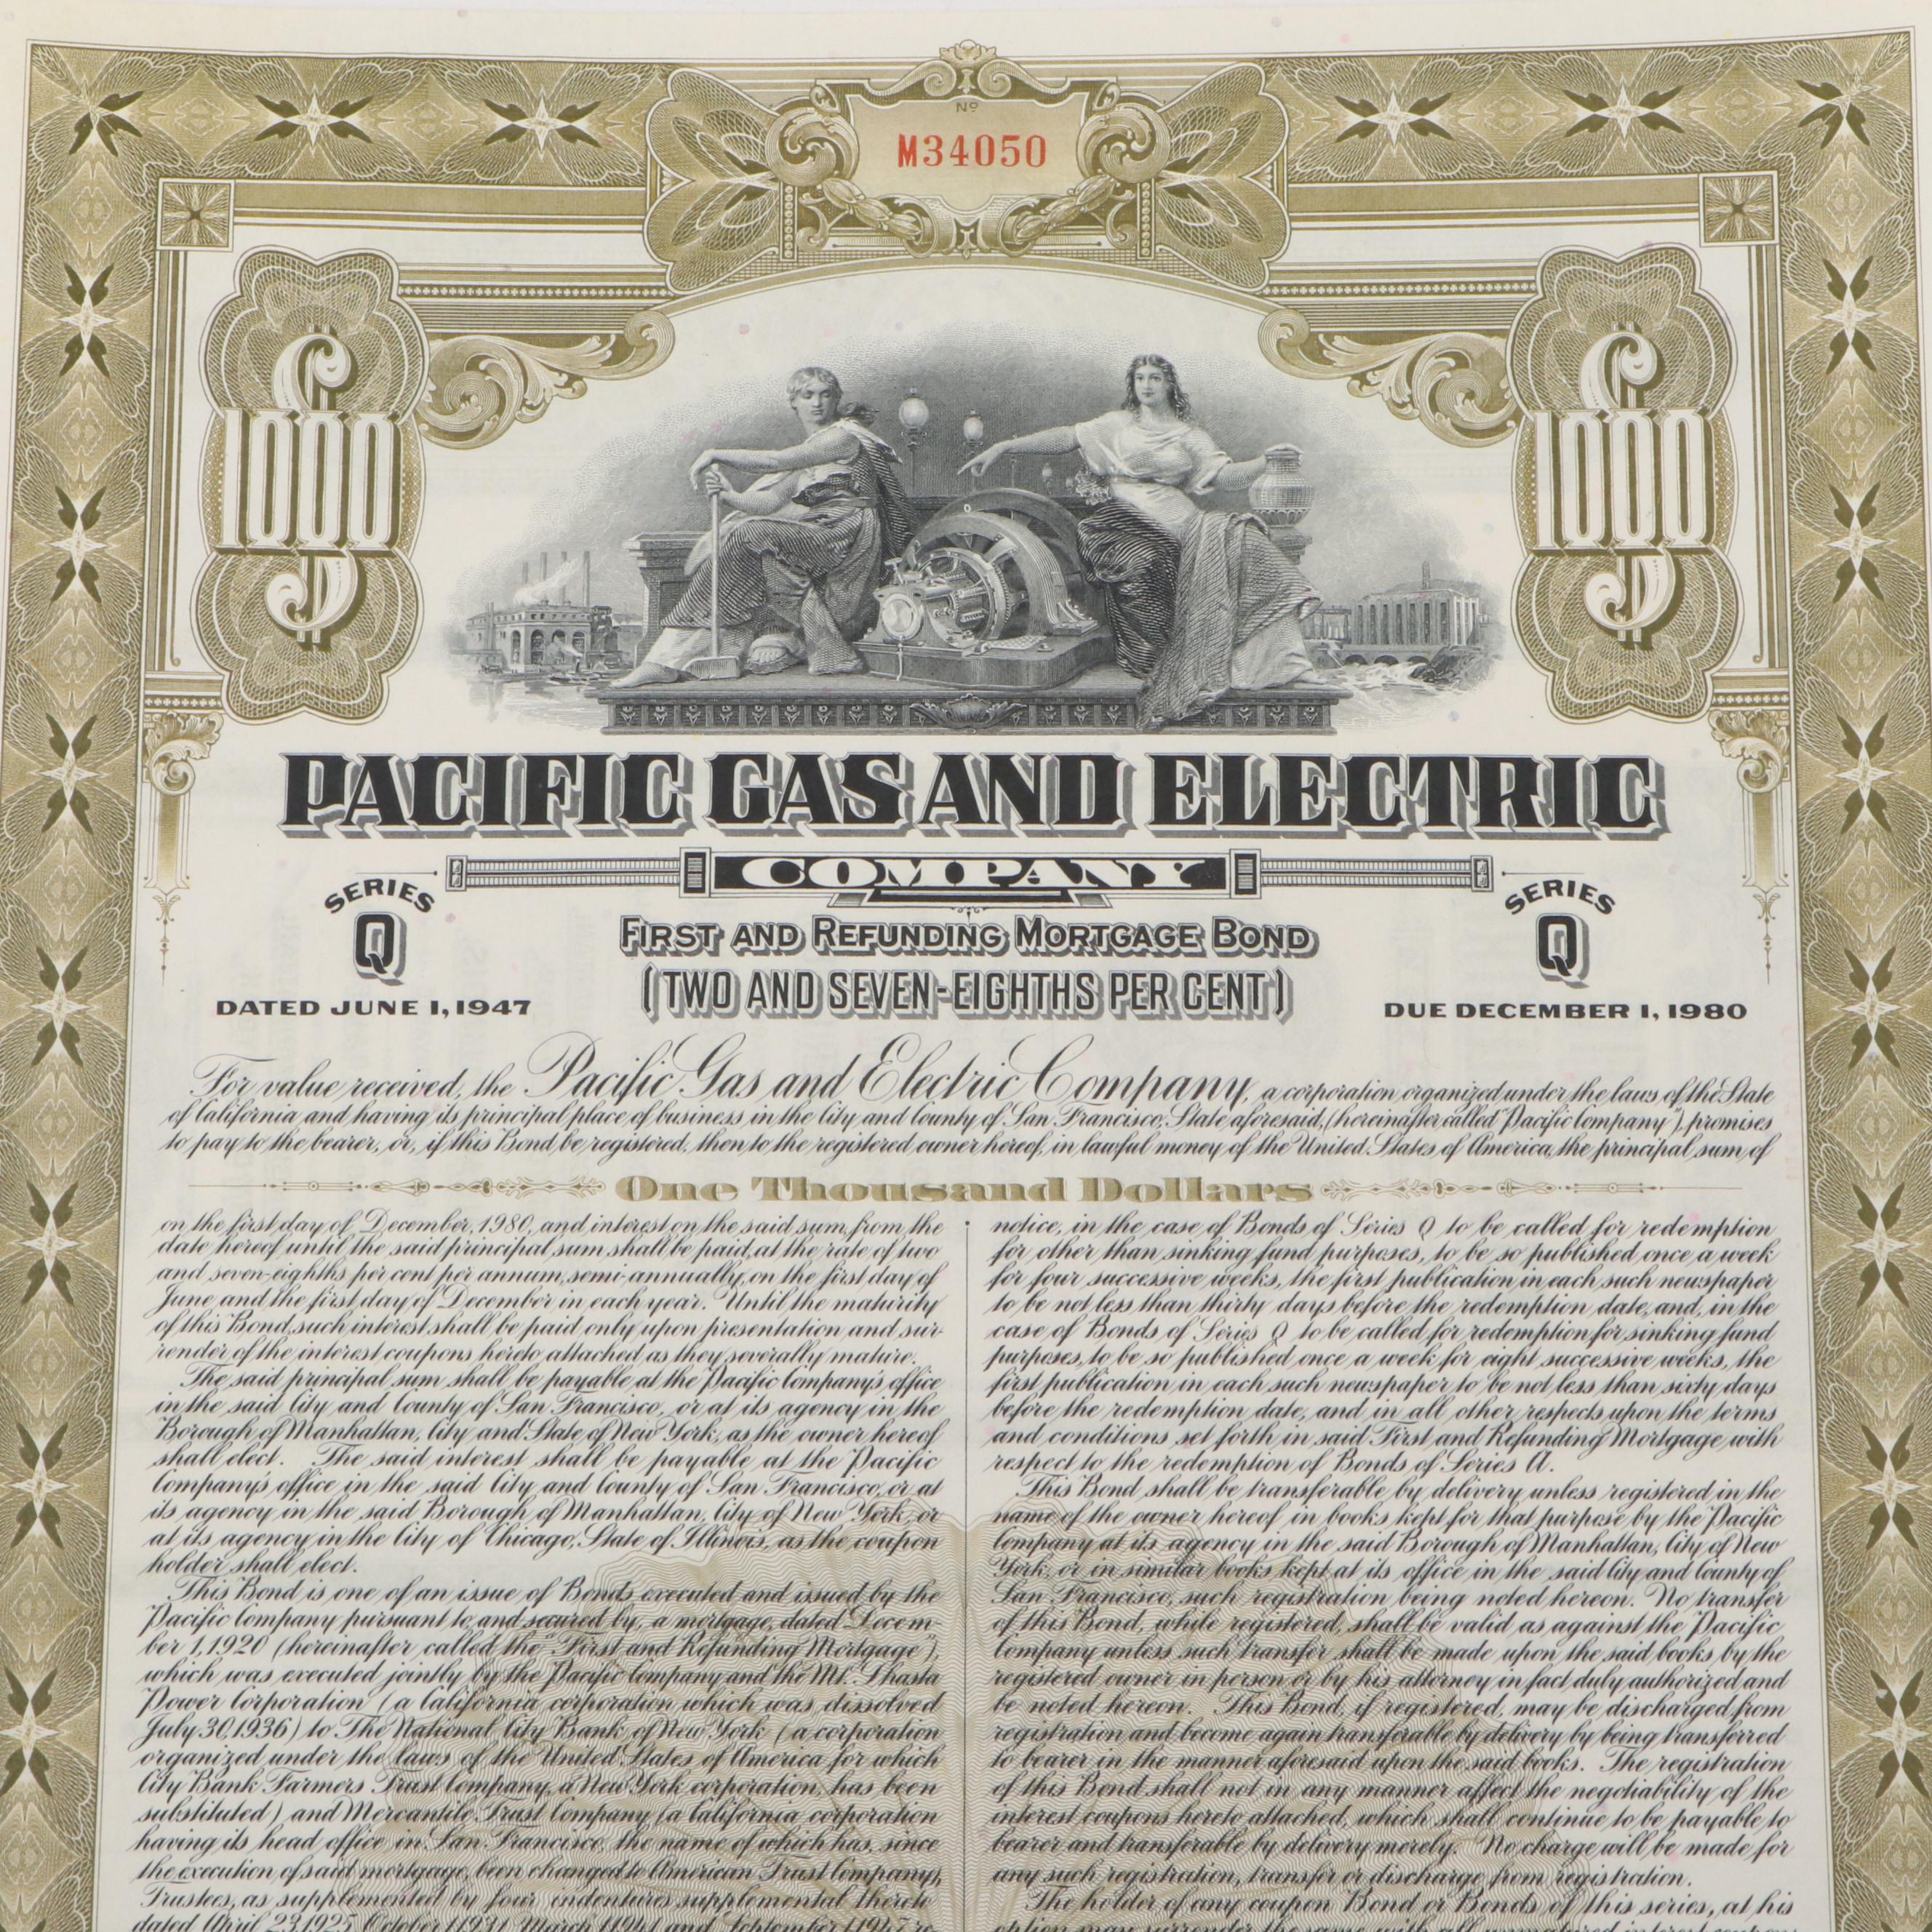 Nº
M34050
$1000
$1000
PACIFIC GAS AND ELECTRIC
COMPANY
SERIES
Q
DATED JUNE 1, 1947
FIRST AND REFUNDING MORTGAGE BOND
(TWO AND SEVEN-EIGHTHS PER CENT)
SERIES
Q
DUE DECEMBER 1, 1980
For value received, the Pacific Gas and Electric Company, a corporation organized under the laws of the State
of California and having its principal place of business in the City and County of San Francisco, State aforesaid, (hereinafter called "Pacific Company"), promises
to pay to the bearer, or, if this Bond be registered, then to the registered owner hereof, in lawful money of the United States of America, the principal sum of
One Thousand Dollars
on the first day of December, 1980, and interest on the said sum, from the
date hereof until the said principal sum shall be paid, at the rate of two
and seven-eighths per cent per annum, semi-annually, on the first day of
June and the first day of December in each year. Until the maturity
of this Bond, such interest shall be paid only upon presentation and sur-
render of the interest coupons hereto attached as they severally mature.
The said principal sum shall be payable at the Pacific Company's office
in the said City and County of San Francisco, or at its agency in the
Borough of Manhattan, City and State of New York, as the owner hereof
shall elect. The said interest shall be payable at the Pacific
Company's office in the said City and County of San Francisco, or at
its agency in the said Borough of Manhattan, City of New York, or
at its agency in the City of Chicago, State of Illinois, as the coupon
holder shall elect.
This Bond is one of an issue of Bonds executed and issued by the
Pacific Company pursuant to, and secured by, a mortgage, dated Decem-
ber 1, 1920 (hereinafter called the "First and Refunding Mortgage"),
which was executed jointly by the Pacific Company and the Mt. Shasta
Power Corporation (a California corporation which was dissolved
July 30, 1936) to The National City Bank of New York (a corporation
organized under the laws of the United States of America for which
City Bank Farmers Trust Company, a New York corporation, has been
substituted) and Mercantile Trust Company (a California corporation
having its head office in San Francisco, the name of which has, since
the execution of said mortgage, been changed to American Trust Company),
Trustees, as supplemented by four indentures supplemental thereto
dated April 23, 1925, October 1, 1931, March 1, 1941 and September 1, 1947, re-
notice, in the case of Bonds of Series Q to be called for redemption
for other than sinking fund purposes, to be so published once a week
for four successive weeks, the first publication in each such newspaper
to be not less than thirty days before the redemption date, and, in the
case of Bonds of Series Q to be called for redemption for sinking fund
purposes, to be so published once a week for eight successive weeks, the
first publication in each such newspaper to be not less than sixty days
before the redemption date, and in all other respects upon the terms
and conditions set forth in said First and Refunding Mortgage with
respect to the redemption of Bonds of Series A.
This Bond shall be transferable by delivery unless registered in the
name of the owner hereof in books kept for that purpose by the Pacific
Company at its agency in the said Borough of Manhattan, City of New
York, or in similar books kept at its office in the said City and County of
San Francisco, such registration being noted hereon. No transfer
of this Bond, while registered, shall be valid as against the Pacific
Company unless such transfer shall be made upon the said books by the
registered owner in person or by his attorney in fact duly authorized and
be noted hereon. This Bond, if registered, may be discharged from
registration and become again transferable by delivery by being transferred
to bearer in the manner aforesaid upon the said books. The registration
of this Bond shall not in any manner affect the negotiability of the
interest coupons hereto attached, which shall continue to be payable to
bearer and transferable by delivery merely. No charge will be made for
any such registration, transfer or discharge from registration.
The holder of any coupon Bond or Bonds of this series, at his
option may surrender the same with all unmatured interest coupons